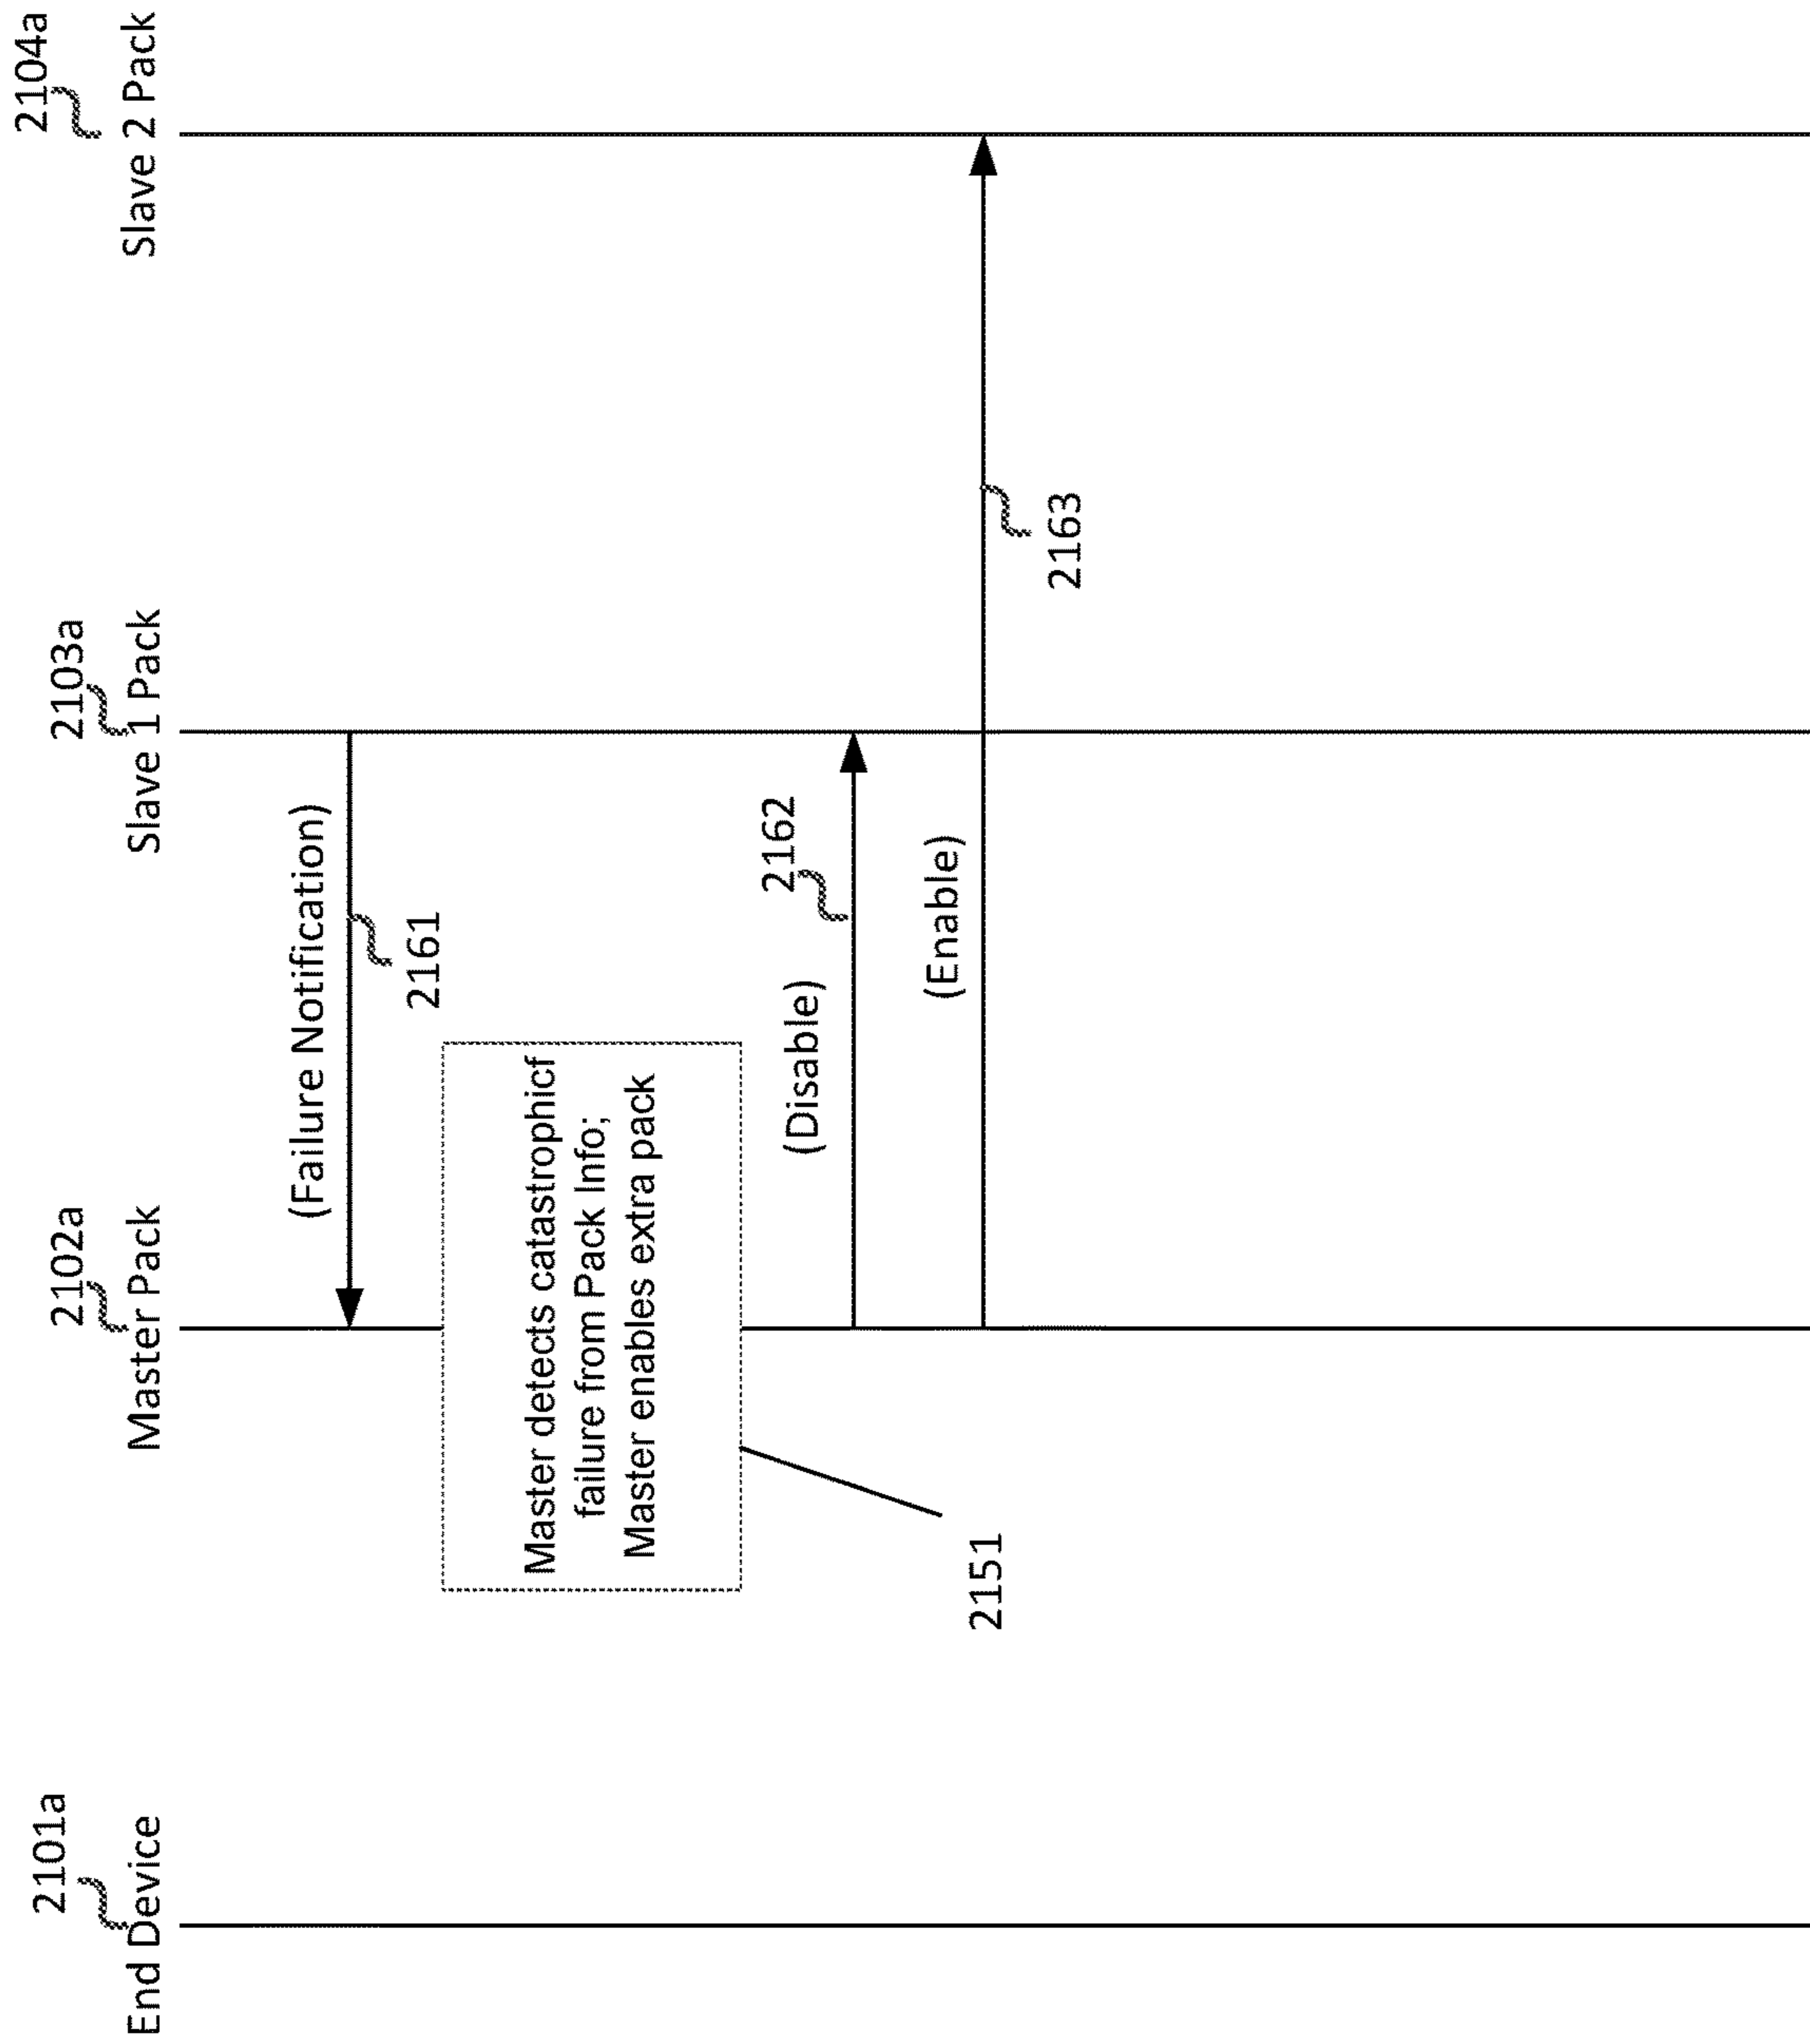 2101a
End Device
2102a
Master Pack
2103a
Slave 1 Pack
2104a
Slave 2 Pack
(Failure Notification)
2161
Master detects catastrophicf
failure from Pack Info;
Master enables extra pack
2151
(Disable)
2162
(Enable)
2163